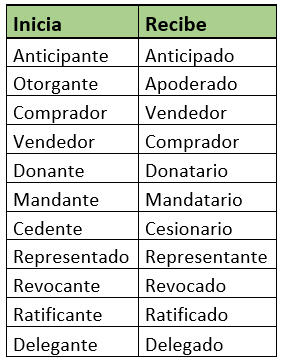 Inicia Recibe
Anticipante Anticipado
Otorgante Apoderado
Comprador Vendedor
Vendedor Comprador
Donante Donatario
Mandante Mandatario
Cedente Cesionario
Representado Representante
Revocante Revocado
Ratificante Ratificado
Delegante Delegado